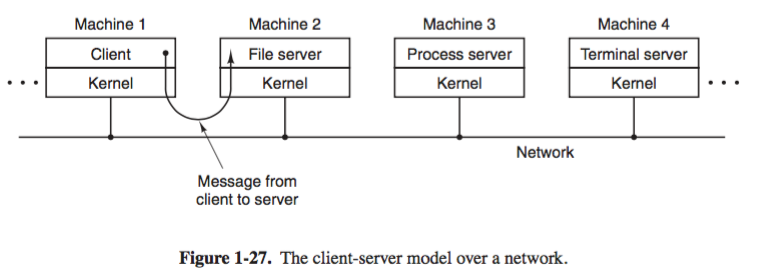 Machine 1
Machine 2
Machine 3
Machine 4
Client
File server
Process server
Terminal server
Kernel
Kernel
Kernel
Kernel
Network
Message from
client to server
Figure 1-27. The client-server model over a network.